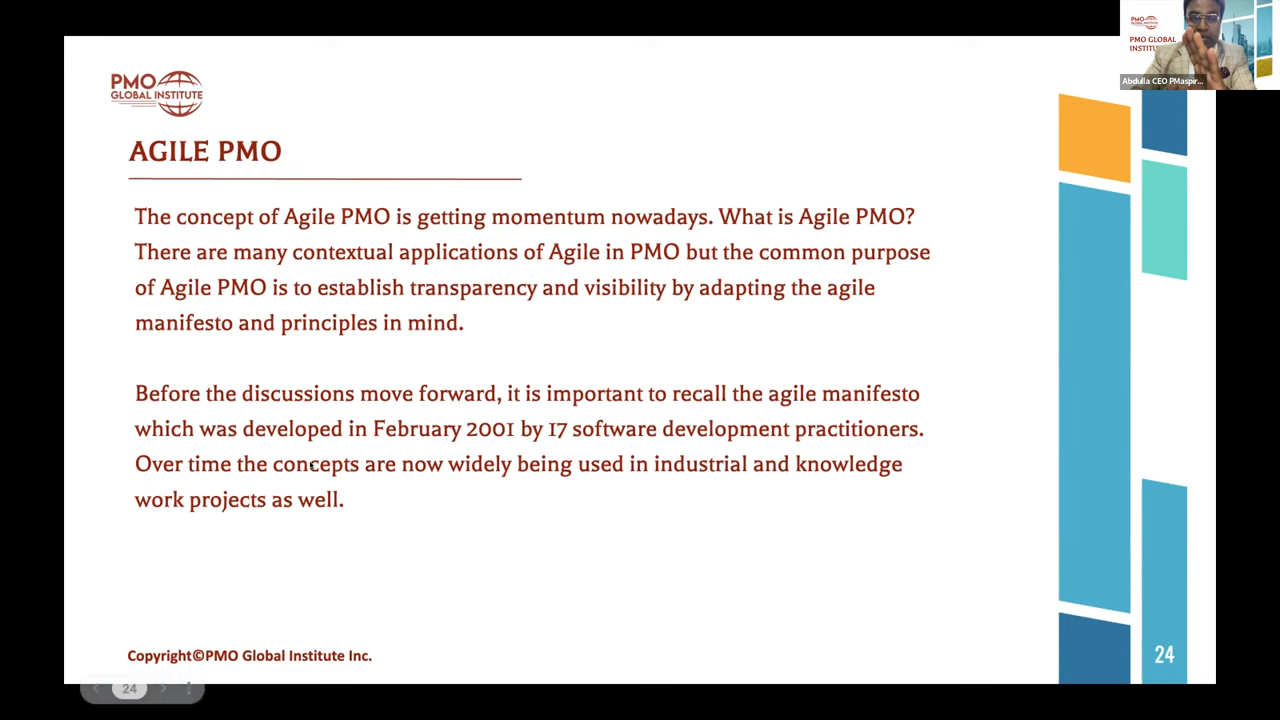 PMO
GLOBAL INSTITUTE
PMO
GLOBAL INSTITUTE
PMO GLOBAL
Abdulla CEO PMaspir...
AGILE PMO
The concept of Agile PMO is getting momentum nowadays. What is Agile PMO?
There are many contextual applications of Agile in PMO but the common purpose
of Agile PMO is to establish transparency and visibility by adapting the agile
manifesto and principles in mind.
Before the discussions move forward, it is important to recall the agile manifesto
which was developed in February 2001 by 17 software development practitioners.
Over time the concepts are now widely being used in industrial and knowledge
work projects as well.
Copyright©PMO Global Institute Inc.
24
24